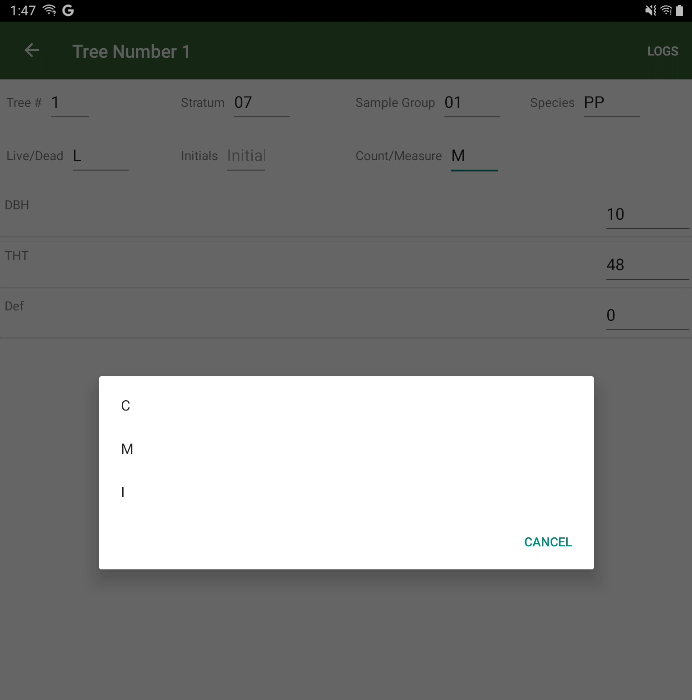 1:47 G
Tree Number 1 LOGS
Tree # 1 Stratum 07 Sample Group 01 Species PP
Live/Dead L Initials Initial Count/Measure M
DBH
10
THT
48
Def
0
C
M
I
CANCEL